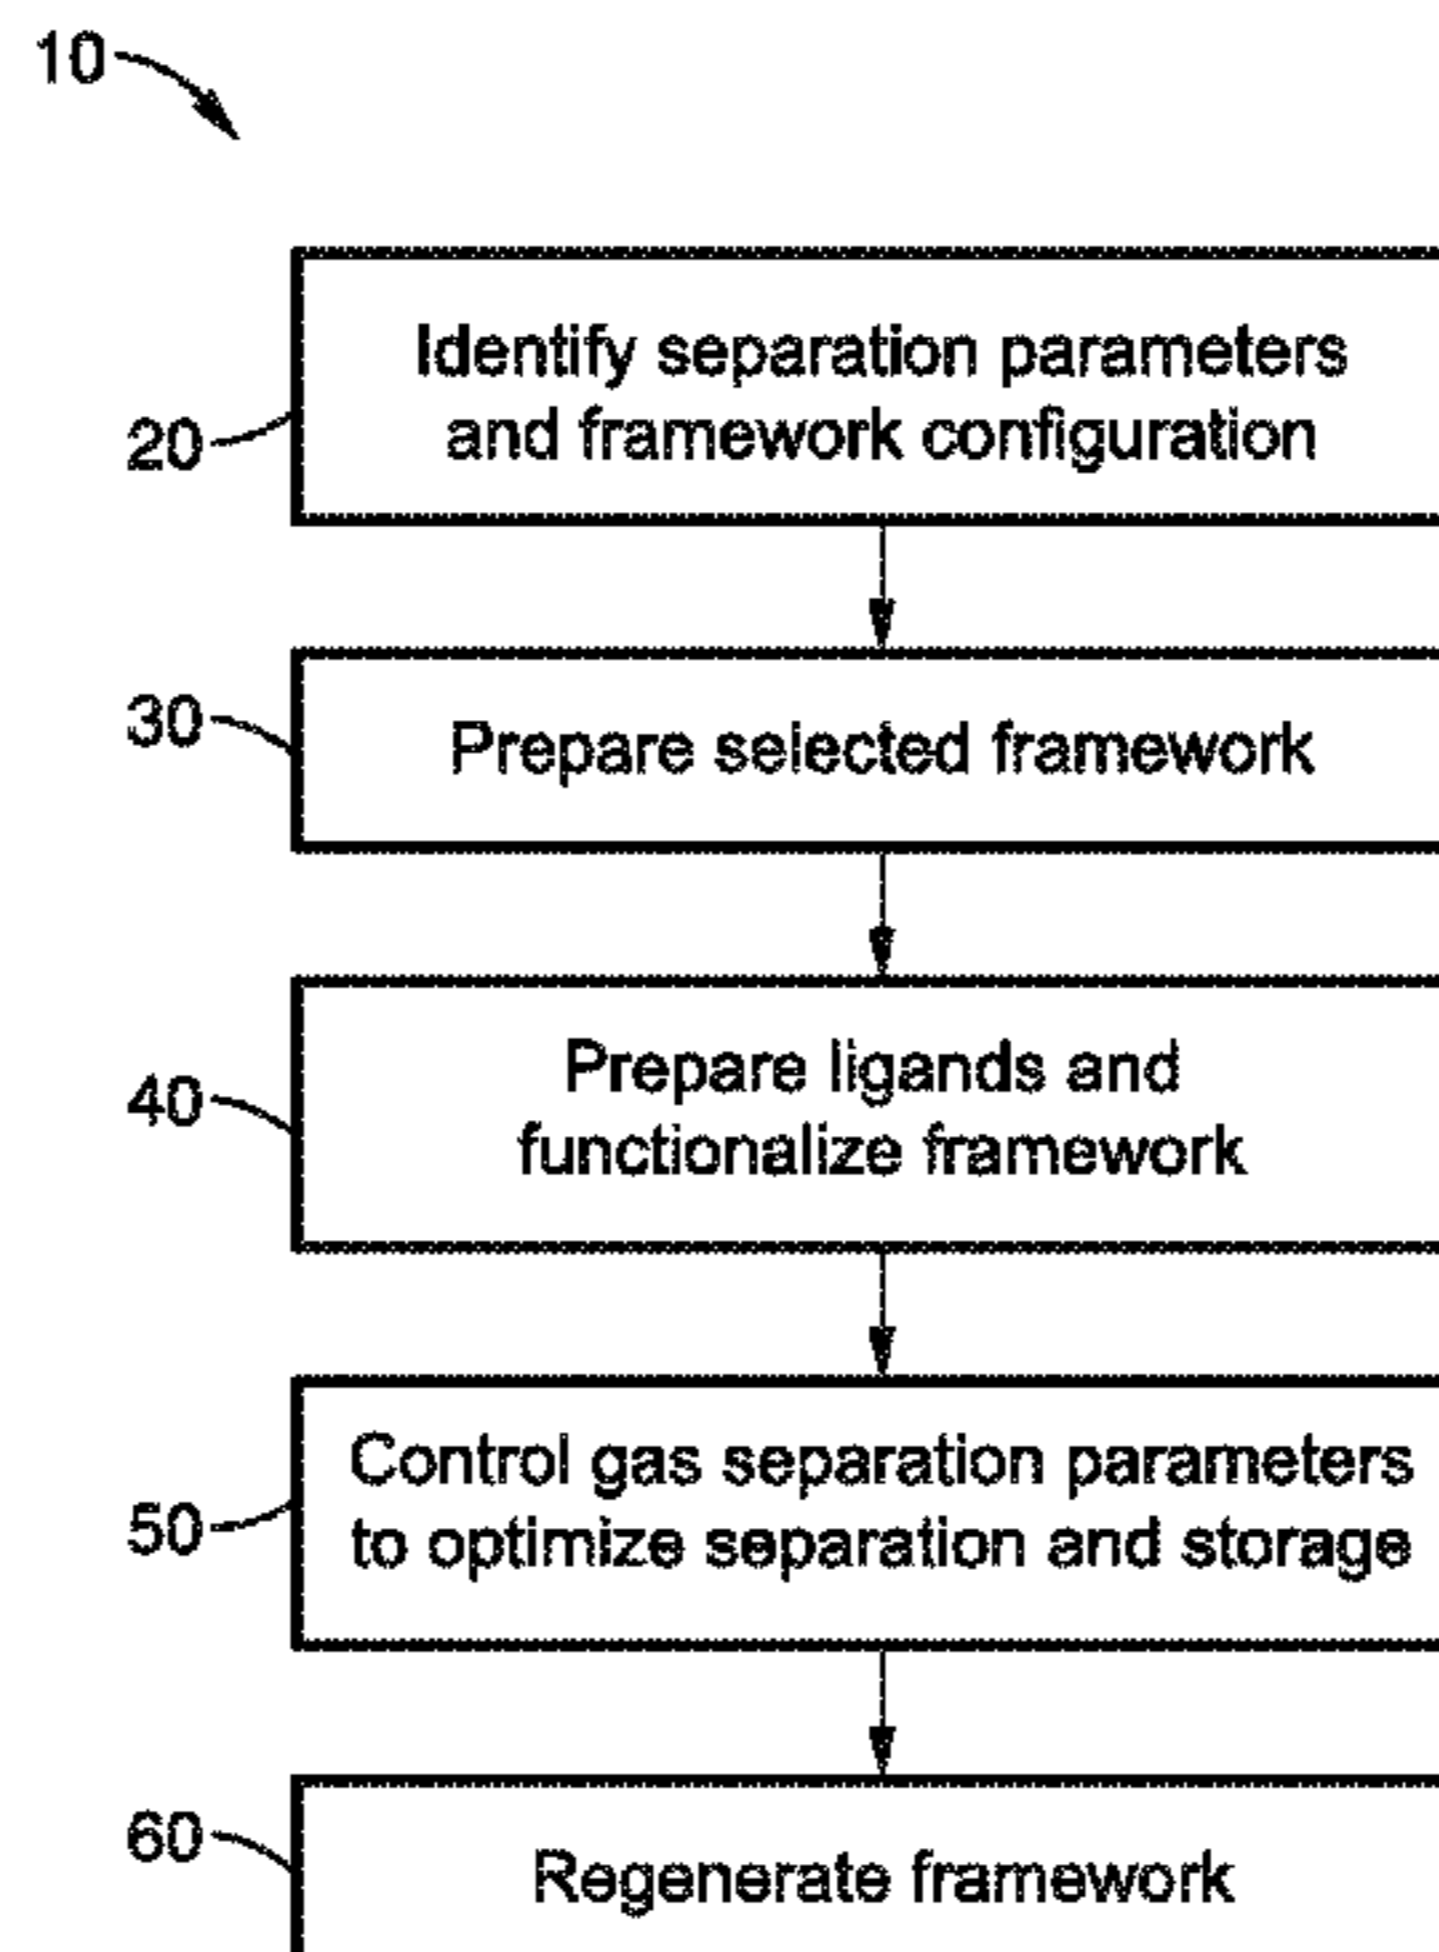 10
Identify separation parameters
and framework configuration
20
30
Prepare selected framework
Prepare ligands and
40
functionalize framework
Control gas separation parameters
50
to optimize separation and storage
60
Regenerate framework